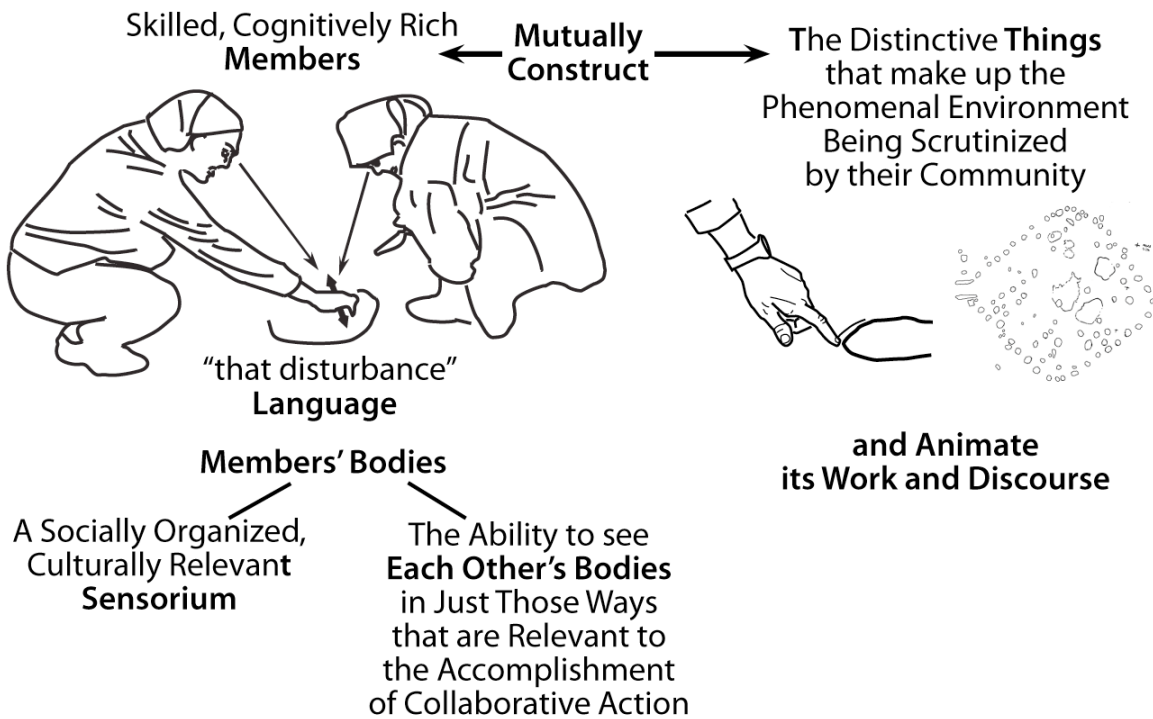 Skilled, Cognitively Rich
Members
Mutually
Construct
The Distinctive Things
that make up the
Phenomenal Environment
Being Scrutinized
by their Community
“that disturbance”
Language
and Animate
its Work and Discourse
Members’ Bodies
A Socially Organized,
Culturally Relevant
Sensorium
The Ability to see
Each Other’s Bodies
in Just Those Ways
that are Relevant to
the Accomplishment
of Collaborative Action